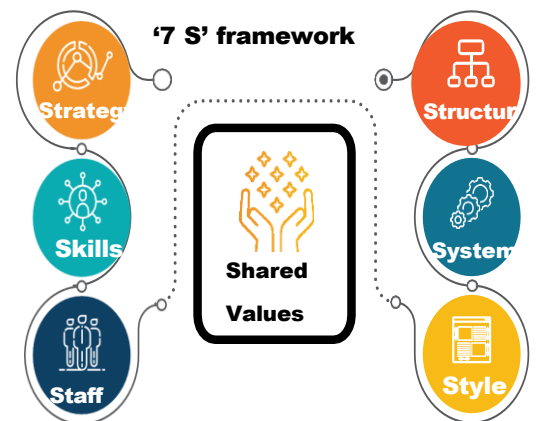 ‘7 S’ framework
Strateg
Structur
Skills
System
Shared
Values
Staff
Style